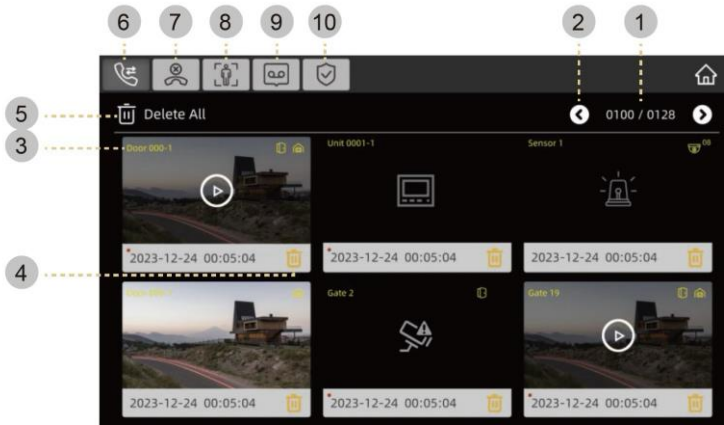 6 7 8 9 10 2 1
5 Delete All 0100 / 0128
3 Door 000-1 Unit 0001-1 Sensor 1 08
2023-12-24 00:05:04 2023-12-24 00:05:04 2023-12-24 00:05:04
4
Gate 2 Gate 19
2023-12-24 00:05:04 2023-12-24 00:05:04 2023-12-24 00:05:04